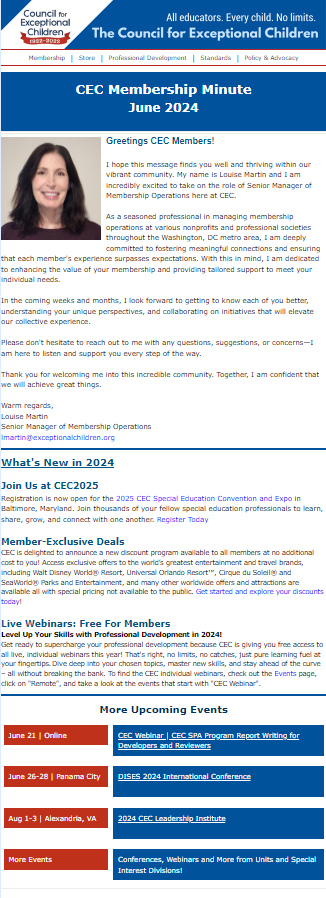 Council for
Exceptional
Children
1922-2022
All educators. Every child. No limits.
The Council for Exceptional Children
Membership | Store | Professional Development | Standards | Policy & Advocacy
CEC Membership Minute
June 2024
Greetings CEC Members!
I hope this message finds you well and thriving within our
vibrant community. My name is Louise Martin and I am
incredibly excited to take on the role of Senior Manager of
Membership Operations here at CEC.
As a seasoned professional in managing membership
operations at various nonprofits and professional societies
throughout the Washington, DC metro area, I am deeply
committed to fostering meaningful connections and ensuring
that each member's experience surpasses expectations. With this in mind, I am dedicated
to enhancing the value of your membership and providing tailored support to meet your
individual needs.
In the coming weeks and months, I look forward to getting to know each of you better,
understanding your unique perspectives, and collaborating on initiatives that will elevate
our collective experience.
Please don't hesitate to reach out to me with any questions, suggestions, or concerns—I
am here to listen and support you every step of the way.
Thank you for welcoming me into this incredible community. Together, I am confident that
we will achieve great things.
Warm regards,
Louise Martin
Senior Manager of Membership Operations
lmartin@exceptionalchildren.org
What's New in 2024
Join Us at CEC2025
Registration is now open for the 2025 CEC Special Education Convention and Expo in
Baltimore, Maryland. Join thousands of your fellow special education professionals to learn,
share, grow, and connect with one another. Register Today
Member-Exclusive Deals
CEC is delighted to announce a new discount program available to all members at no additional
cost to you! Access exclusive offers to the world's greatest entertainment and travel brands,
including Walt Disney World® Resort, Universal Orlando Resort™, Cirque du Soleil® and
SeaWorld® Parks and Entertainment, and many other worldwide offers and attractions are
available all with special pricing not available to the public. Get started and explore your discounts
today!
Live Webinars: Free For Members
Level Up Your Skills with Professional Development in 2024!
Get ready to supercharge your professional development because CEC is giving you free access to
all live, individual webinars this year! That's right, no limits, no catches, just pure learning fuel at
your fingertips. Dive deep into your chosen topics, master new skills, and stay ahead of the curve
– all without breaking the bank. To find the CEC individual webinars, check out the Events page,
click on "Remote", and take a look at the events that start with "CEC Webinar".
More Upcoming Events
June 21 | Online
CEC Webinar | CEC SPA Program Report Writing for
Developers and Reviewers
June 26-28 | Panama City
DISES 2024 International Conference
Aug 1-3 | Alexandria, VA
2024 CEC Leadership Institute
More Events
Conferences, Webinars and More from Units and Special
Interest Divisions!